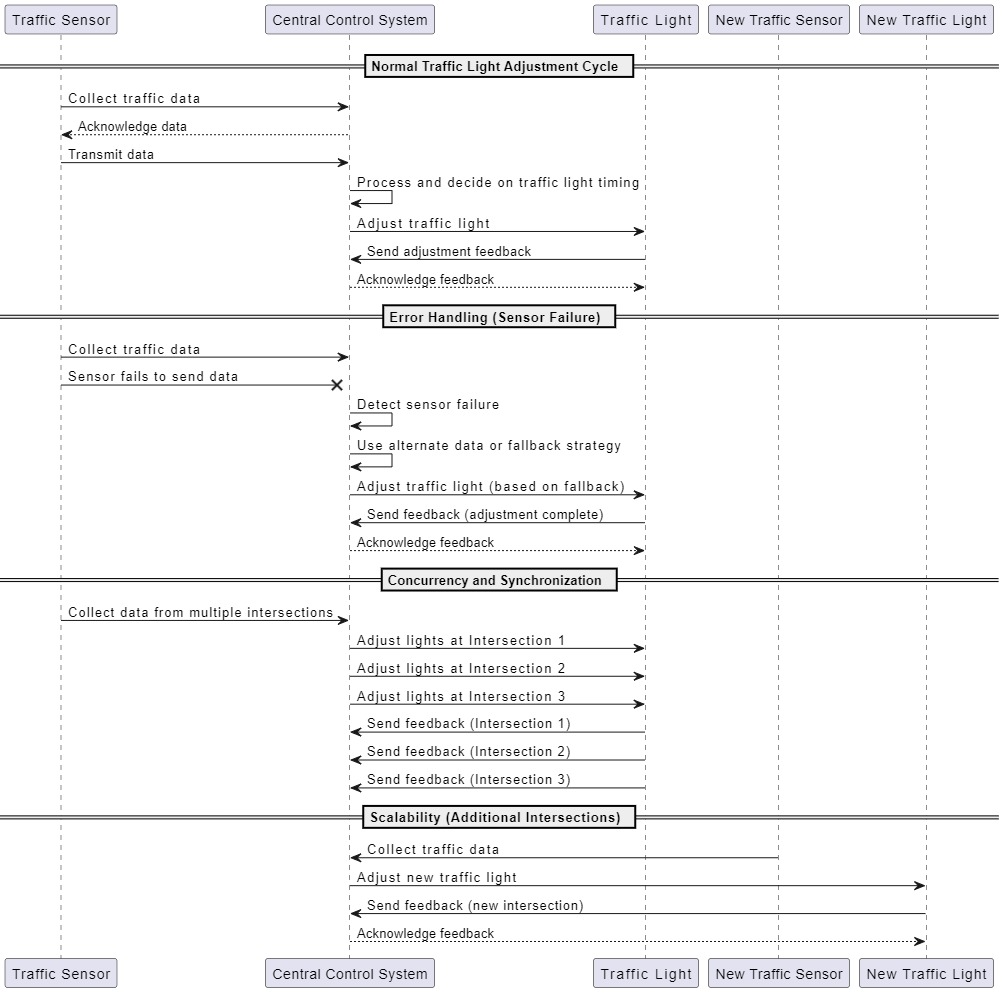 Traffic Sensor Central Control System Traffic Light New Traffic Sensor New Traffic Light
Normal Traffic Light Adjustment Cycle
Collect traffic data
Acknowledge data
Transmit data
Process and decide on traffic light timing
Adjust traffic light
Send adjustment feedback
Acknowledge feedback
Error Handling (Sensor Failure)
Collect traffic data
Sensor fails to send data
Detect sensor failure
Use alternate data or fallback strategy
Adjust traffic light (based on fallback)
Send feedback (adjustment complete)
Acknowledge feedback
Concurrency and Synchronization
Collect data from multiple intersections
Adjust lights at Intersection 1
Adjust lights at Intersection 2
Adjust lights at Intersection 3
Send feedback (Intersection 1)
Send feedback (Intersection 2)
Send feedback (Intersection 3)
Scalability (Additional Intersections)
Collect traffic data
Adjust new traffic light
Send feedback (new intersection)
Acknowledge feedback
Traffic Sensor Central Control System Traffic Light New Traffic Sensor New Traffic Light